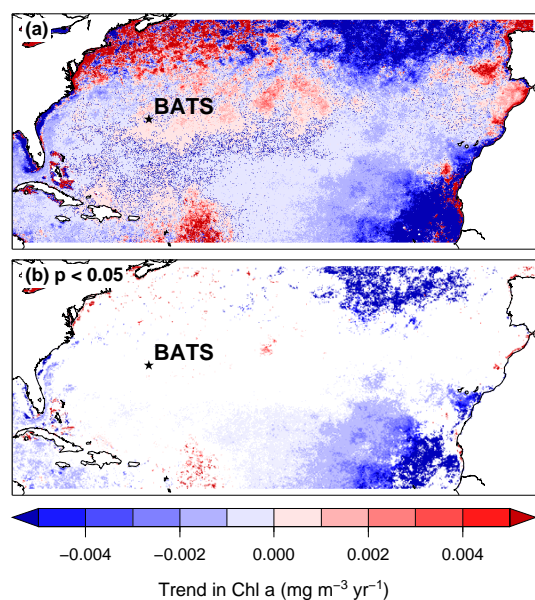 (a)
BATS
(b) p < 0.05
BATS
−0.004 −0.002 0.000 0.002 0.004
Trend in Chl a (mg m⁻³ yr⁻¹)